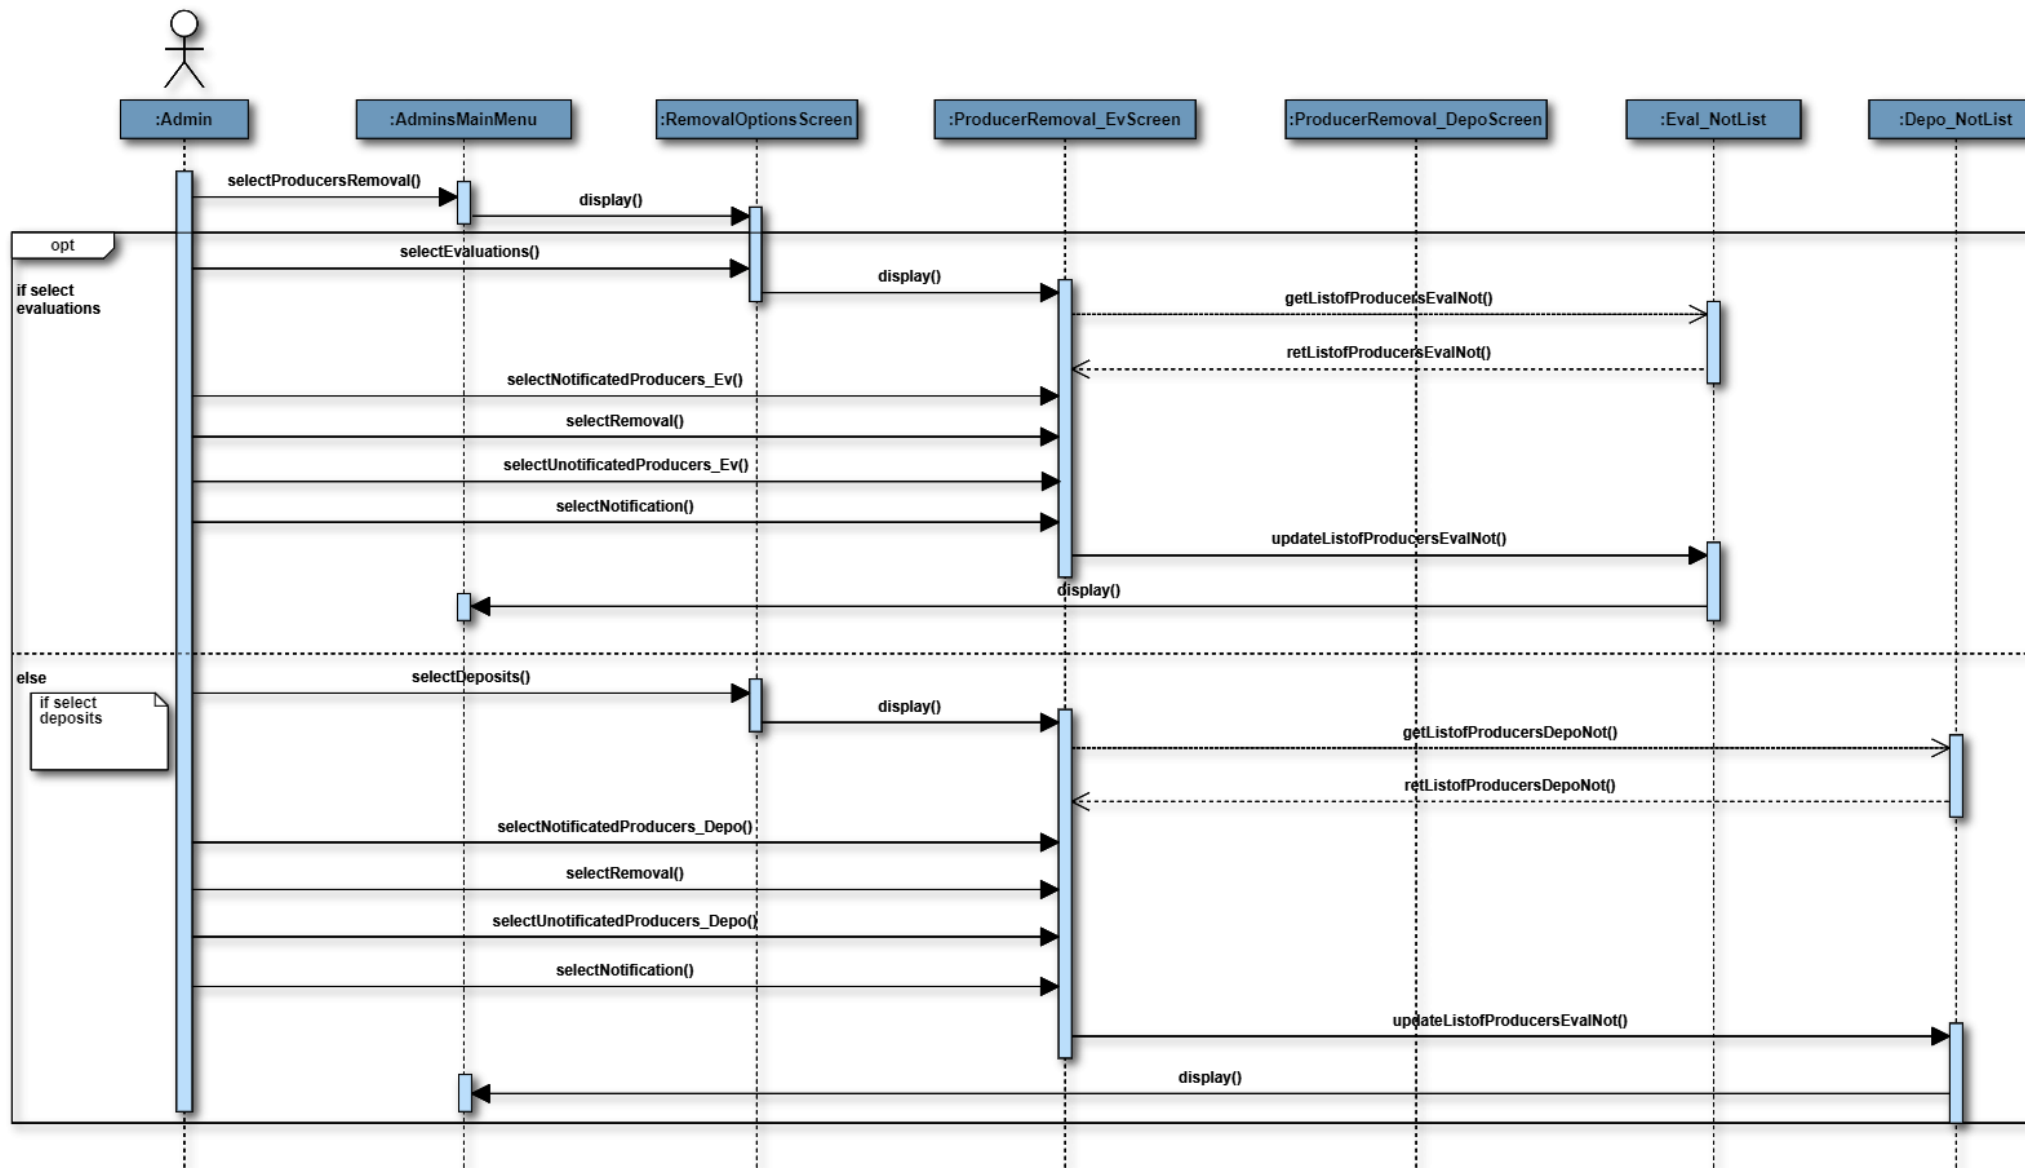 :Admin
:AdminsMainMenu
:RemovalOptionsScreen
:ProducerRemoval_EvScreen
:ProducerRemoval_DepoScreen
:Eval_NotList
:Depo_NotList
selectProducersRemoval()
display()
opt
selectEvaluations()
if select
evaluations
display()
getListofProducersEvalNot()
retListofProducersEvalNot()
selectNotificatedProducers_Ev()
selectRemoval()
selectUnotificatedProducers_Ev()
selectNotification()
updateListofProducersEvalNot()
display()
else
selectDeposits()
if select
deposits
display()
getListofProducersDepoNot()
retListofProducersDepoNot()
selectNotificatedProducers_Depo()
selectRemoval()
selectUnotificatedProducers_Depo()
selectNotification()
updateListofProducersEvalNot()
display()